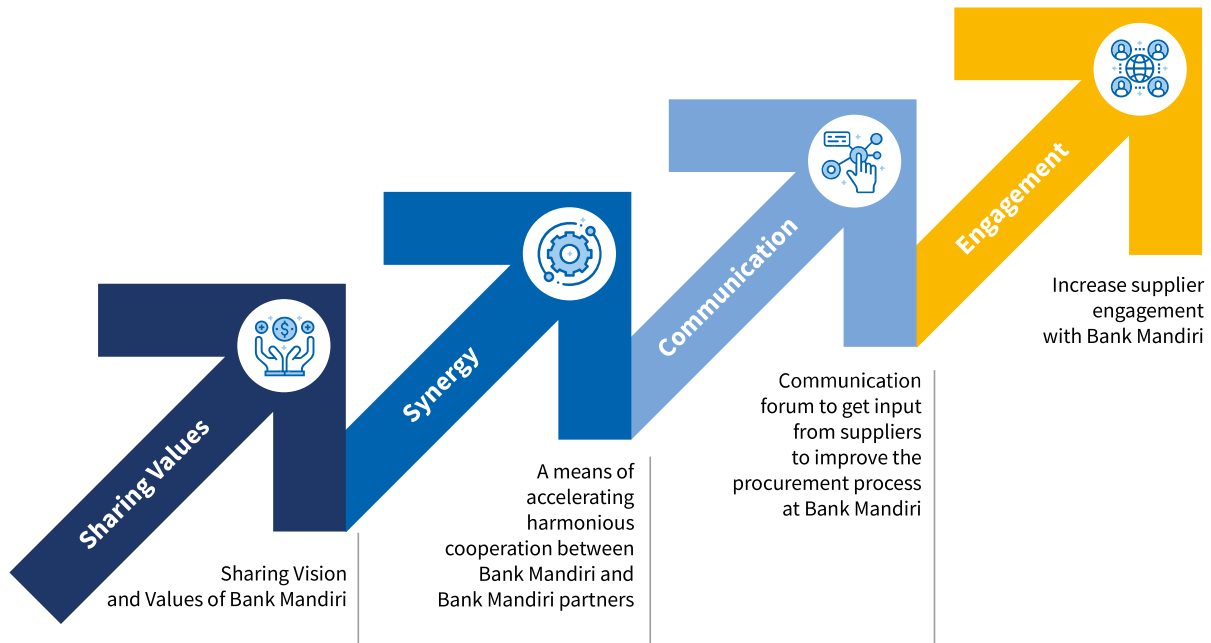 Sharing Values
Sharing Vision
and Values of Bank Mandiri
Synergy
A means of
accelerating
harmonious
cooperation between
Bank Mandiri and
Bank Mandiri partners
Communication
Communication
forum to get input
from suppliers
to improve the
procurement process
at Bank Mandiri
Engagement
Increase supplier
engagement
with Bank Mandiri